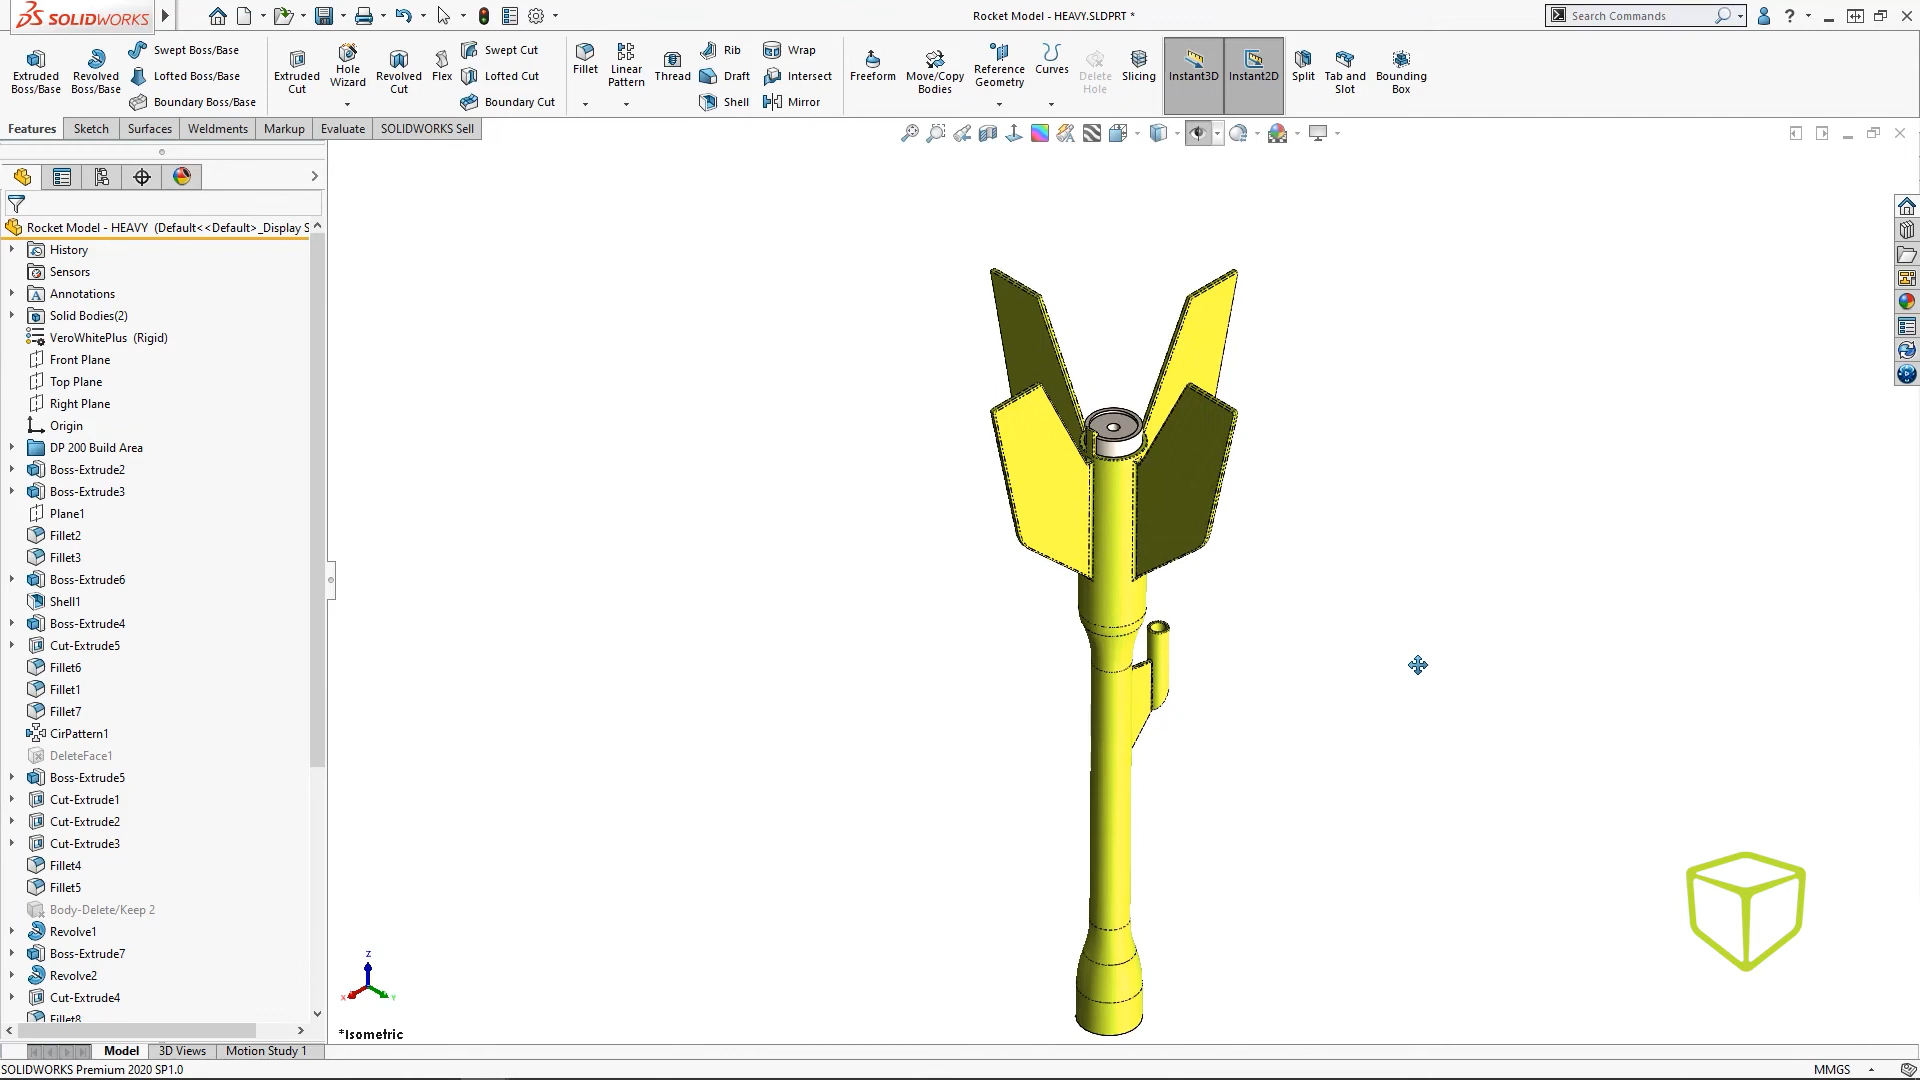 SOLIDWORKS
Rocket Model - HEAVY.SLDPRT *
Search Commands
Extruded Boss/Base
Revolved Boss/Base
Swept Boss/Base
Lofted Boss/Base
Boundary Boss/Base
Extruded Cut
Hole Wizard
Revolved Cut
Flex
Swept Cut
Lofted Cut
Boundary Cut
Fillet
Linear Pattern
Thread
Rib
Draft
Shell
Wrap
Intersect
Mirror
Freeform
Move/Copy Bodies
Reference Geometry
Curves
Delete Hole
Slicing
Instant3D
Instant2D
Split
Tab and Slot
Bounding Box
Features
Sketch
Surfaces
Weldments
Markup
Evaluate
SOLIDWORKS Sell
Rocket Model - HEAVY (Default<<Default>_Display S
History
Sensors
Annotations
Solid Bodies(2)
VeroWhitePlus (Rigid)
Front Plane
Top Plane
Right Plane
Origin
DP 200 Build Area
Boss-Extrude2
Boss-Extrude3
Plane1
Fillet2
Fillet3
Boss-Extrude6
Shell1
Boss-Extrude4
Cut-Extrude5
Fillet6
Fillet1
Fillet7
CirPattern1
DeleteFace1
Boss-Extrude5
Cut-Extrude1
Cut-Extrude2
Cut-Extrude3
Fillet4
Fillet5
Body-Delete/Keep 2
Revolve1
Boss-Extrude7
Revolve2
Cut-Extrude4
Fillet8
Z
X
Y
*Isometric
Model
3D Views
Motion Study 1
SOLIDWORKS Premium 2020 SP1.0
MMGS